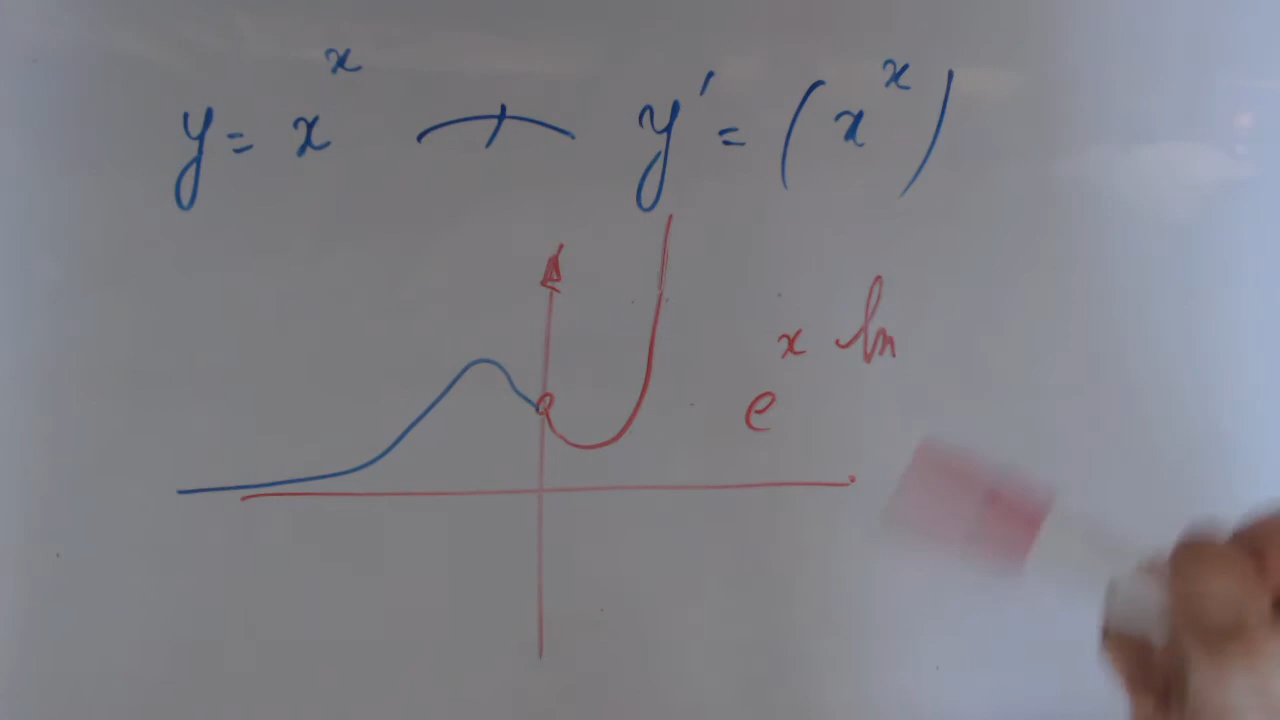 y = x^x → y' = (x^x)
e^x ln